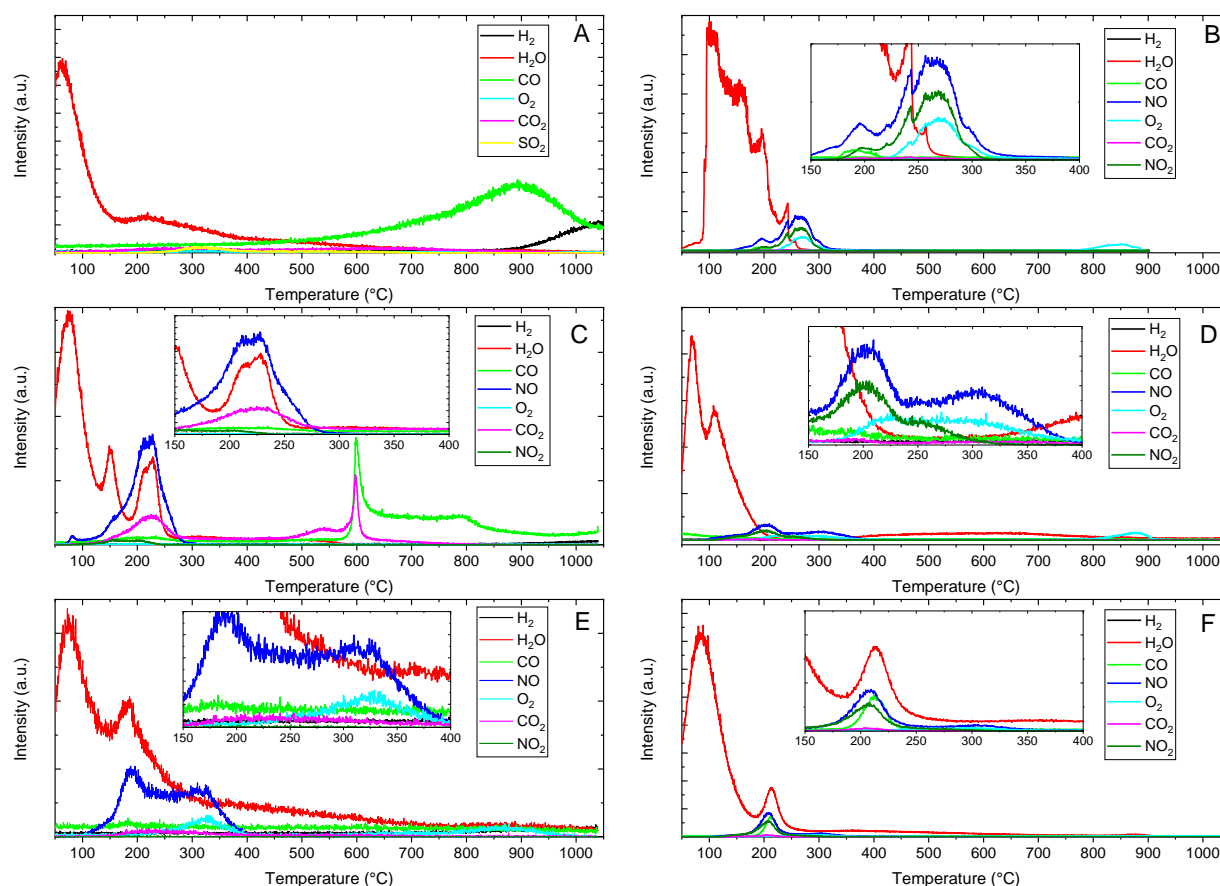 A
H₂
H₂O
CO
O₂
CO₂
SO₂
Intensity (a.u.)
100 200 300 400 500 600 700 800 900 1000
Temperature (°C)
B
H₂
H₂O
CO
NO
O₂
CO₂
NO₂
150 200 250 300 350 400
Intensity (a.u.)
100 200 300 400 500 600 700 800 900 1000
Temperature (°C)
C
H₂
H₂O
CO
NO
O₂
CO₂
NO₂
150 200 250 300 350 400
Intensity (a.u.)
100 200 300 400 500 600 700 800 900 1000
Temperature (°C)
D
H₂
H₂O
CO
NO
O₂
CO₂
NO₂
150 200 250 300 350 400
Intensity (a.u.)
100 200 300 400 500 600 700 800 900 1000
Temperature (°C)
E
H₂
H₂O
CO
NO
O₂
CO₂
NO₂
150 200 250 300 350 400
Intensity (a.u.)
100 200 300 400 500 600 700 800 900 1000
Temperature (°C)
F
H₂
H₂O
CO
NO
O₂
CO₂
NO₂
150 200 250 300 350 400
Intensity (a.u.)
100 200 300 400 500 600 700 800 900 1000
Temperature (°C)